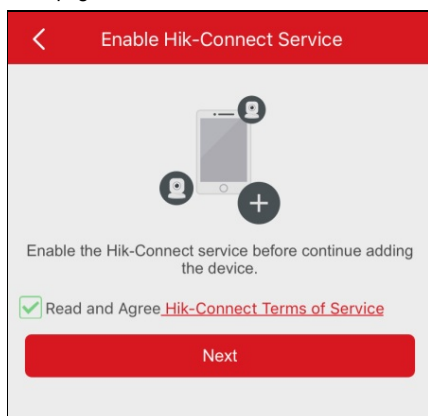 Enable Hik-Connect Service
Enable the Hik-Connect service before continue adding
the device.
Read and Agree Hik-Connect Terms of Service
Next